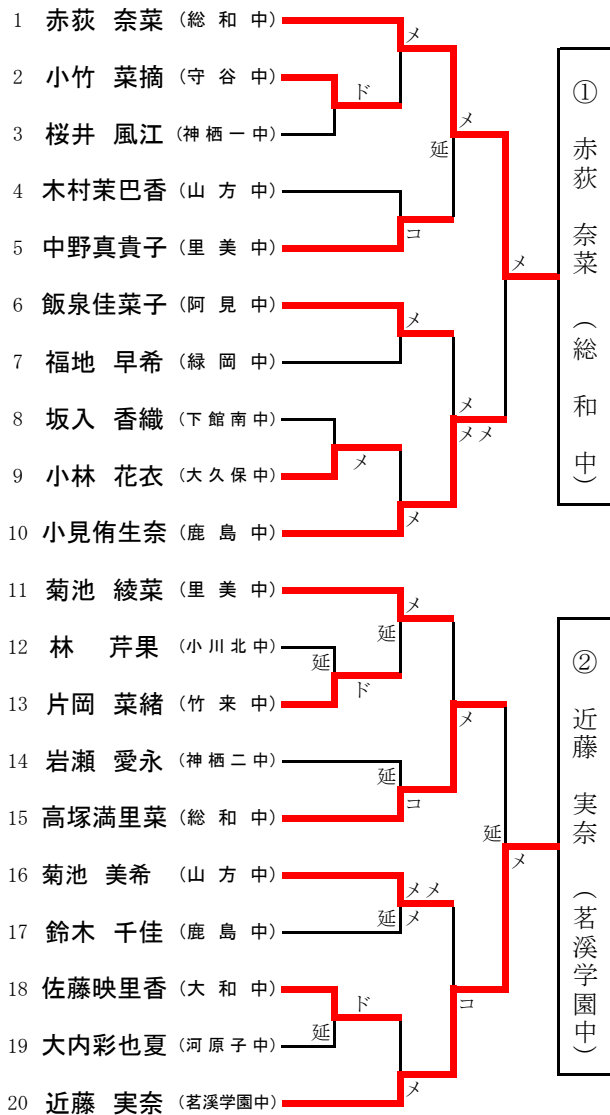 1 赤荻 奈菜 (総和中)
メ
2 小竹 菜摘 (守谷中)
ド
メ
3 桜井 風江 (神栖一中)
延
4 木村茉巴香 (山方中)
コ
5 中野真貴子 (里美中)
メ
6 飯泉佳菜子 (阿見中)
メ
7 福地 早希 (緑岡中)
メ
8 坂入 香織 (下館南中)
メメ
メ
9 小林 花衣 (大久保中)
メ
10 小見侑生奈 (鹿島中)
① 赤荻 奈菜 (総和中)
11 菊池 綾菜 (里美中)
メ
延
12 林 芹果 (小川北中)
延
ド
13 片岡 菜緒 (竹来中)
メ
14 岩瀬 愛永 (神栖二中)
延
コ
15 高塚満里菜 (総和中)
延
メ
16 菊池 美希 (山方中)
メメ
延メ
17 鈴木 千佳 (鹿島中)
18 佐藤映里香 (大和中)
ド
コ
延
19 大内彩也夏 (河原子中)
メ
20 近藤 実奈 (茗溪学園中)
② 近藤 実奈 (茗溪学園中)